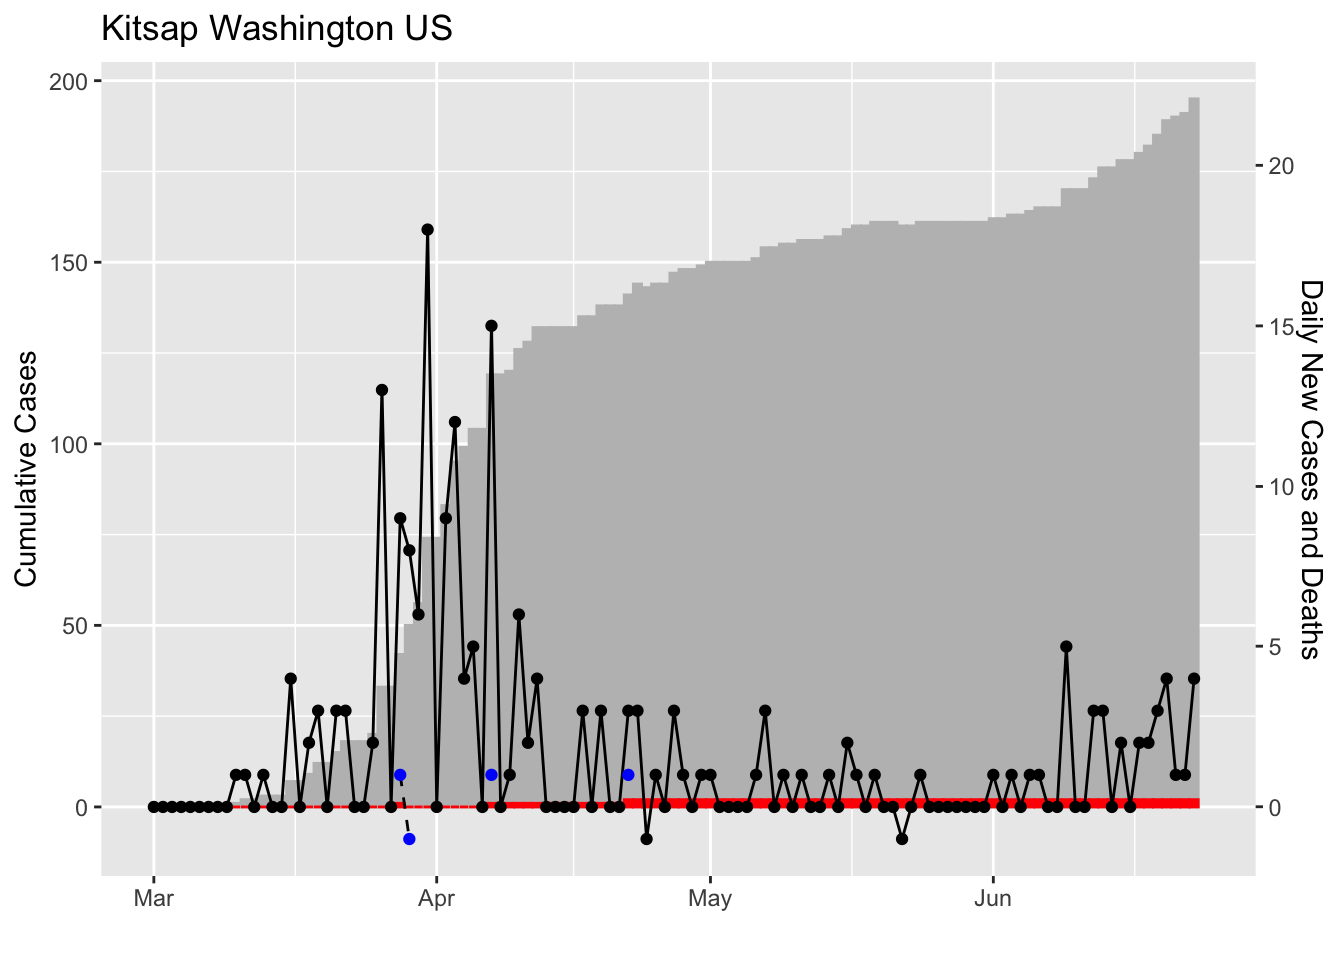 Kitsap Washington US
200
150
100
50
0
Cumulative Cases
20
15
10
5
0
Daily New Cases and Deaths
Mar
Apr
May
Jun